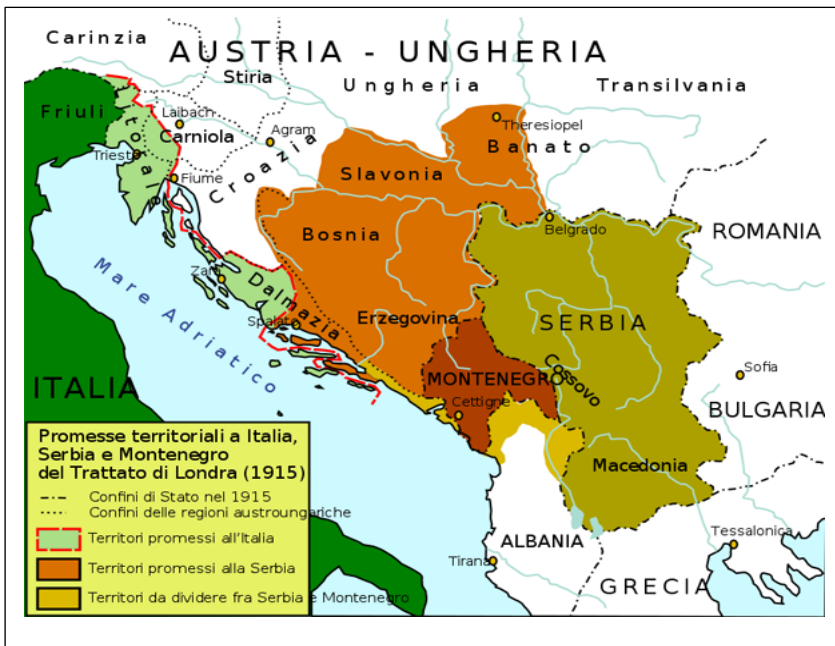 Carinzia
AUSTRIA - UNGHERIA
Stiria
Ungheria
Transilvania
Friuli
Laibach
Carniola
Littorale
Agram
Theresiopel
Banato
Trieste
Croazia
Slavonia
Fiume
Bosnia
Belgrado
ROMANIA
Zara
Dalmazia
Mare Adriatico
Spalato
Erzegovina
SERBIA
ITALIA
MONTENEGRO
Cossovo
Sofia
Cettigne
BULGARIA
Promesse territoriali a Italia,
Serbia e Montenegro
del Trattato di Londra (1915)
Confini di Stato nel 1915
Confini delle regioni austroungariche
Territori promessi all'Italia
Territori promessi alla Serbia
Territori da dividere fra Serbia e Montenegro
Macedonia
ALBANIA
Tessalonica
Tirana
GRECIA